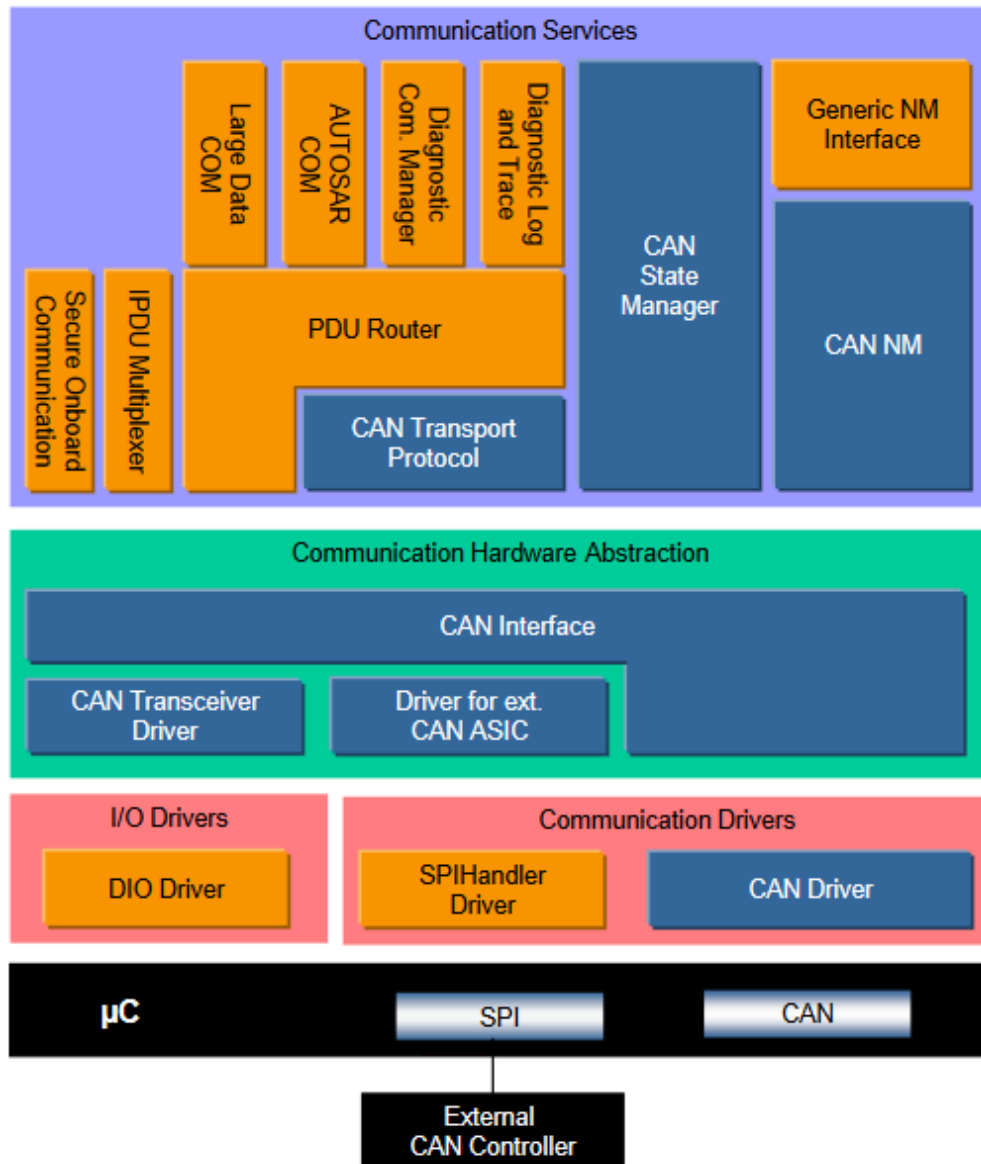 Communication Services
Large Data
COM
AUTOSAR
COM
Diagnostic
Com. Manager
Diagnostic Log
and Trace
CAN
State
Manager
Generic NM
Interface
Secure Onboard
Communication
IPDU Multiplexer
PDU Router
CAN NM
CAN Transport
Protocol
Communication Hardware Abstraction
CAN Interface
CAN Transceiver
Driver
Driver for ext.
CAN ASIC
I/O Drivers
Communication Drivers
DIO Driver
SPIHandler
Driver
CAN Driver
µC
SPI
CAN
External
CAN Controller